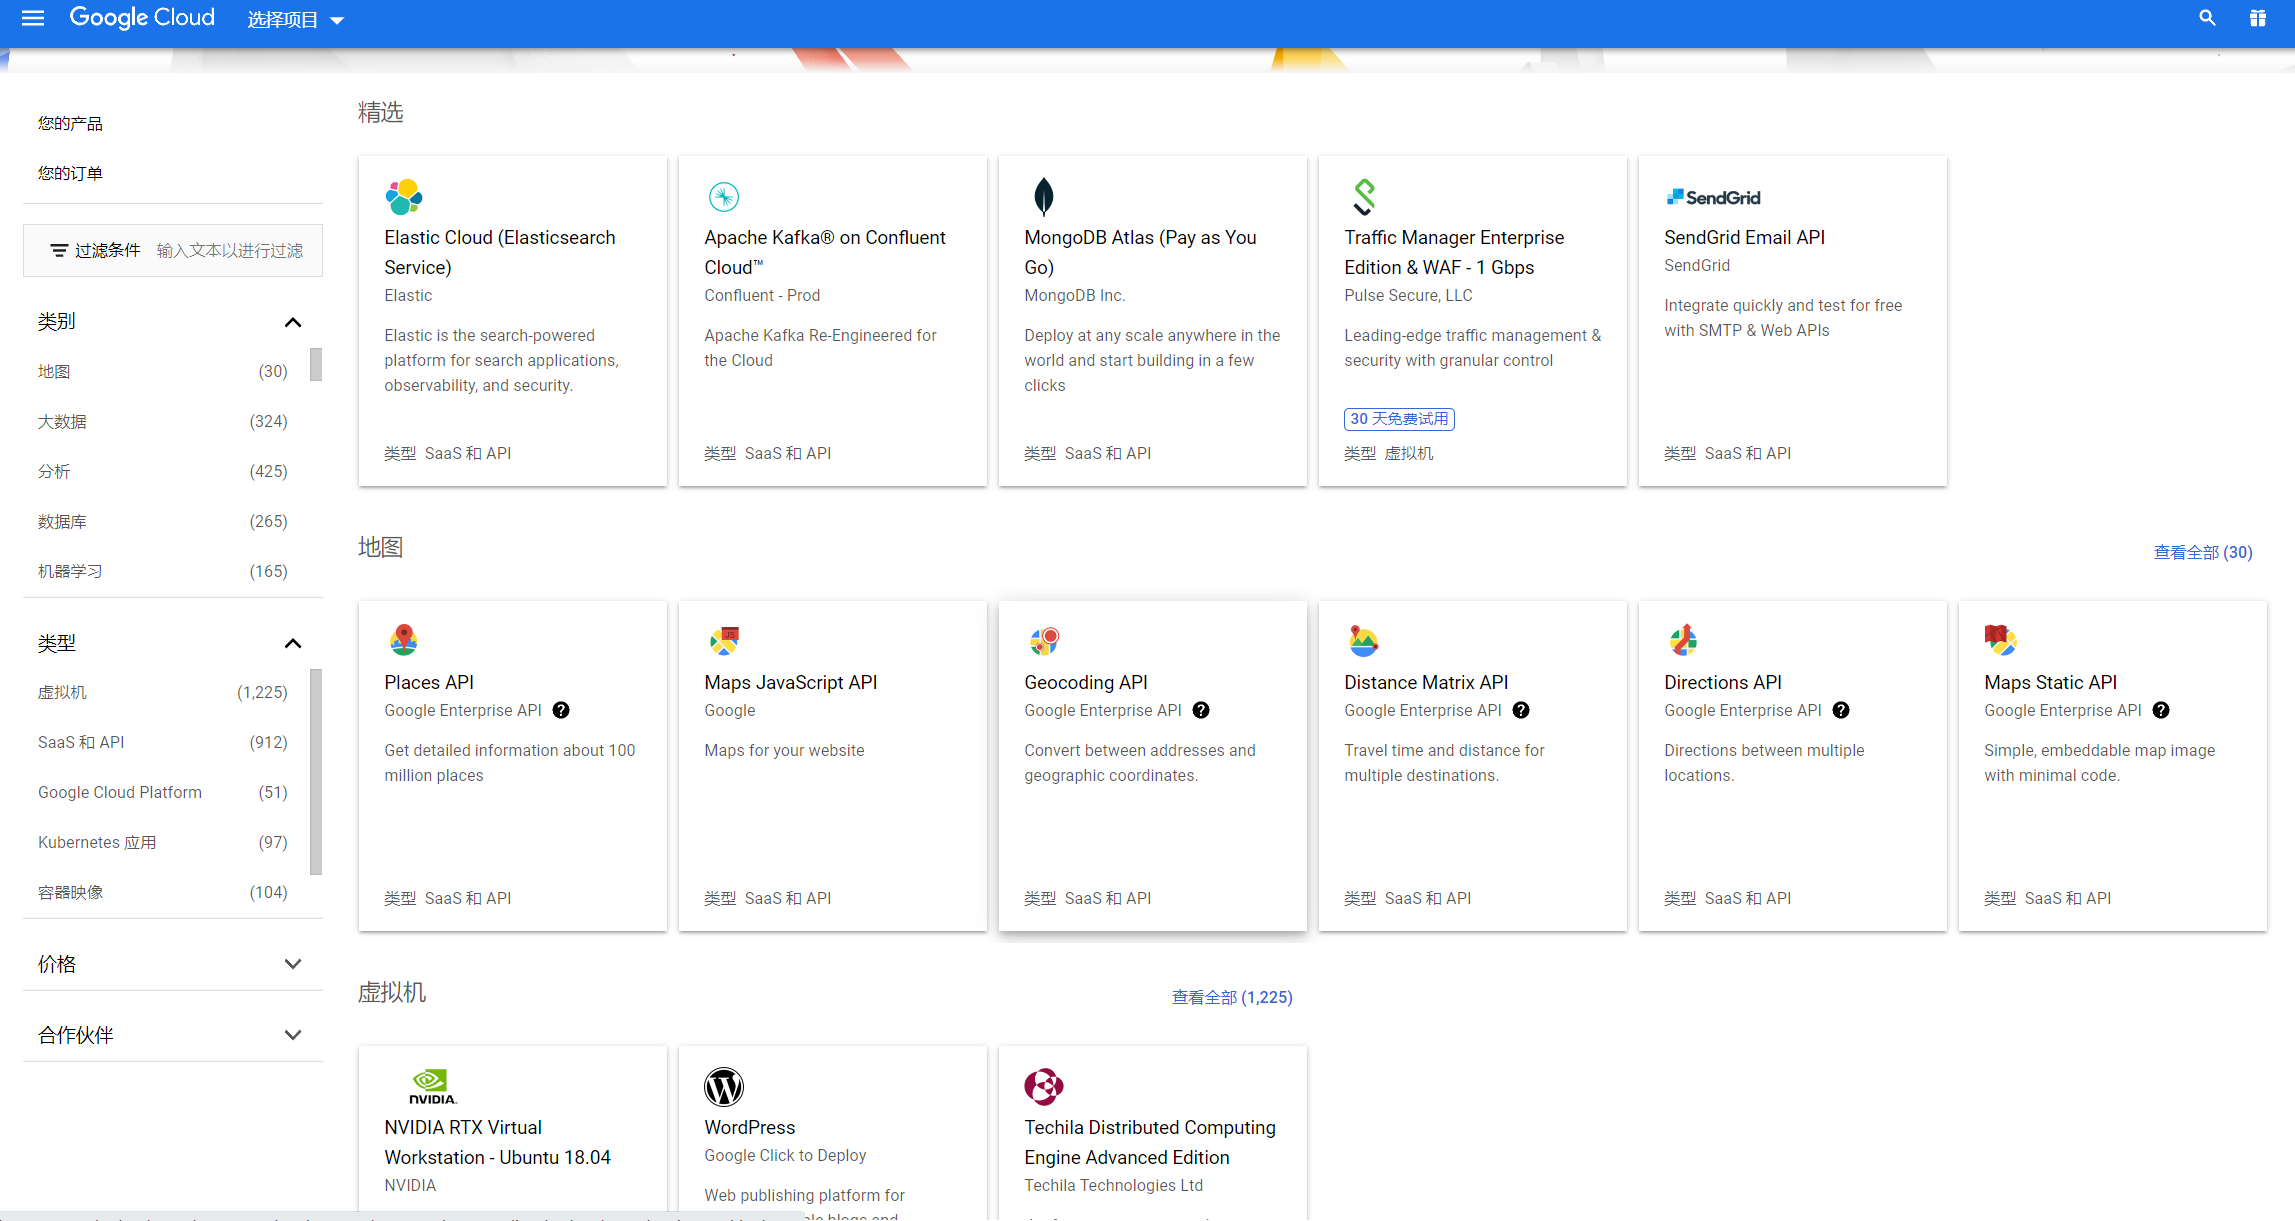 Google Cloud 选择项目
您的产品
您的订单
过滤条件 输入文本以进行过滤
类别
地图 (30)
大数据 (324)
分析 (425)
数据库 (265)
机器学习 (165)
类型
虚拟机 (1,225)
SaaS 和 API (912)
Google Cloud Platform (51)
Kubernetes 应用 (97)
容器映像 (104)
价格
合作伙伴
精选
Elastic Cloud (Elasticsearch
Service)
Elastic
Elastic is the search-powered
platform for search applications,
observability, and security.
类型 SaaS 和 API
Apache Kafka® on Confluent
Cloud™
Confluent - Prod
Apache Kafka Re-Engineered for
the Cloud
类型 SaaS 和 API
MongoDB Atlas (Pay as You
Go)
MongoDB Inc.
Deploy at any scale anywhere in the
world and start building in a few
clicks
类型 SaaS 和 API
Traffic Manager Enterprise
Edition & WAF - 1 Gbps
Pulse Secure, LLC
Leading-edge traffic management &
security with granular control
30 天免费试用
类型 虚拟机
SendGrid
SendGrid Email API
SendGrid
Integrate quickly and test for free
with SMTP & Web APIs
类型 SaaS 和 API
地图
查看全部 (30)
Places API
Google Enterprise API ?
Get detailed information about 100
million places
类型 SaaS 和 API
JS
Maps JavaScript API
Google
Maps for your website
类型 SaaS 和 API
Geocoding API
Google Enterprise API ?
Convert between addresses and
geographic coordinates.
类型 SaaS 和 API
Distance Matrix API
Google Enterprise API ?
Travel time and distance for
multiple destinations.
类型 SaaS 和 API
Directions API
Google Enterprise API ?
Directions between multiple
locations.
类型 SaaS 和 API
Maps Static API
Google Enterprise API ?
Simple, embeddable map image
with minimal code.
类型 SaaS 和 API
虚拟机
查看全部 (1,225)
NVIDIA.
NVIDIA RTX Virtual
Workstation - Ubuntu 18.04
NVIDIA
WordPress
Google Click to Deploy
Web publishing platform for
blogs and
Techila Distributed Computing
Engine Advanced Edition
Techila Technologies Ltd